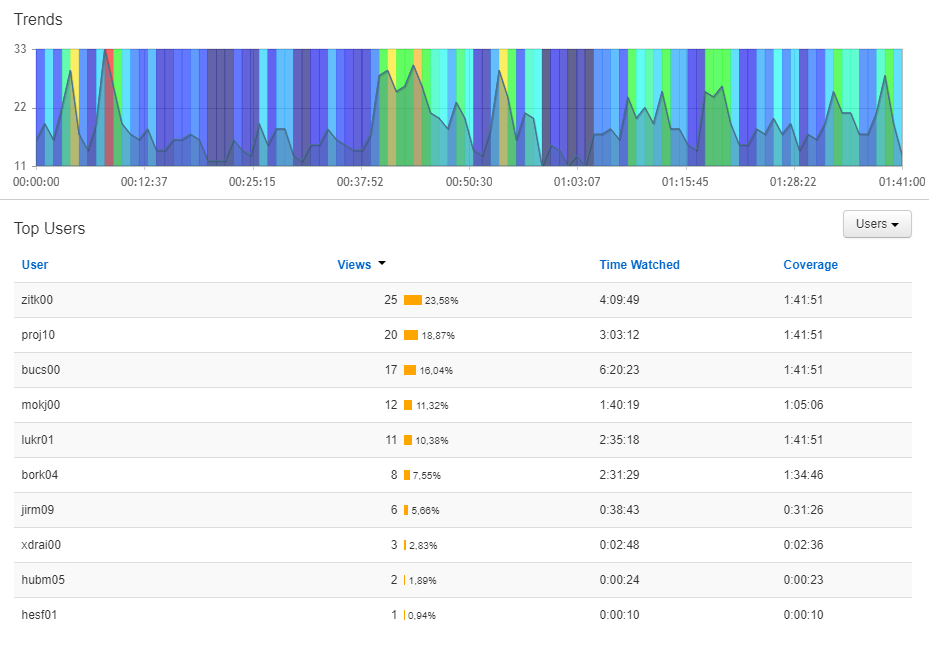 Trends
33
22
11
00:00:00 00:12:37 00:25:15 00:37:52 00:50:30 01:03:07 01:15:45 01:28:22 01:41:00
Top Users
Users
User Views Time Watched Coverage
zitk00 25 23,58% 4:09:49 1:41:51
proj10 20 18,87% 3:03:12 1:41:51
bucs00 17 16,04% 6:20:23 1:41:51
mokj00 12 11,32% 1:40:19 1:05:06
lukr01 11 10,38% 2:35:18 1:41:51
bork04 8 7,55% 2:31:29 1:34:46
jirm09 6 5,66% 0:38:43 0:31:26
xdrai00 3 2,83% 0:02:48 0:02:36
hubm05 2 1,89% 0:00:24 0:00:23
hesf01 1 0,94% 0:00:10 0:00:10